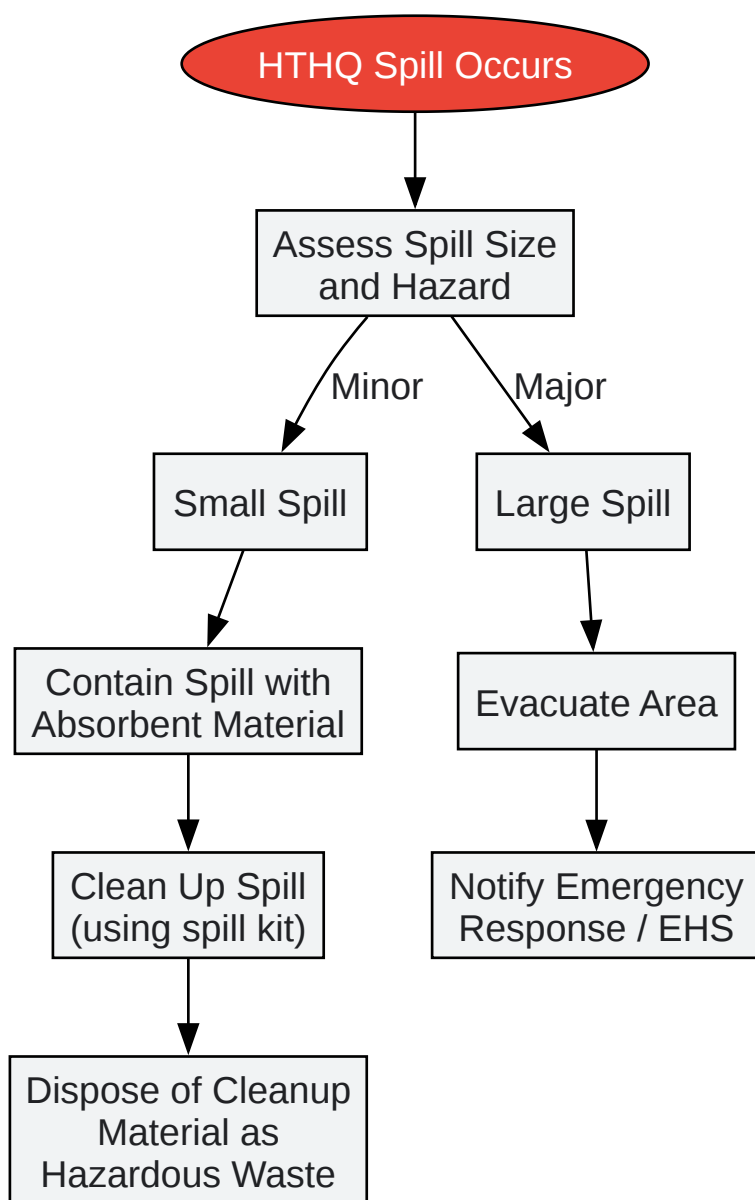 HTHQ Spill Occurs
Assess Spill Size
and Hazard
Minor
Major
Small Spill
Large Spill
Contain Spill with
Absorbent Material
Evacuate Area
Clean Up Spill
(using spill kit)
Notify Emergency
Response / EHS
Dispose of Cleanup
Material as
Hazardous Waste